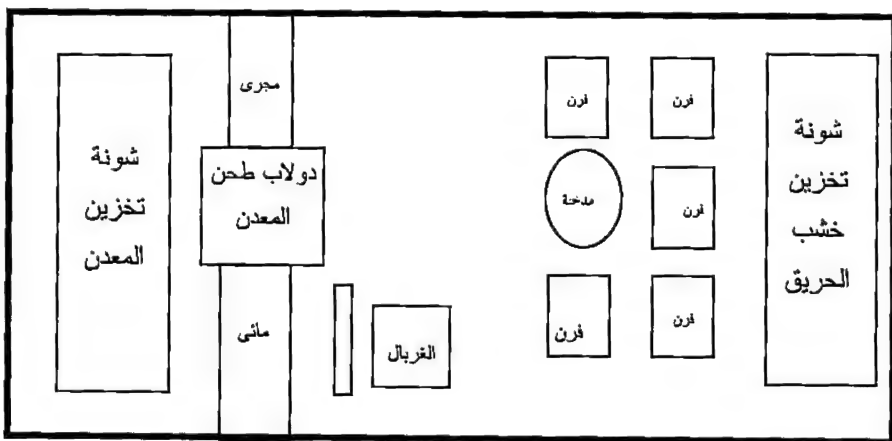 شونة
تخزين
خشب
الحريق
فرن
فرن
فرن
مدخنة
فرن
فرن
مجرى
دولاب طحن
المعدن
مائى
الغربال
شونة
تخزين
المعدن